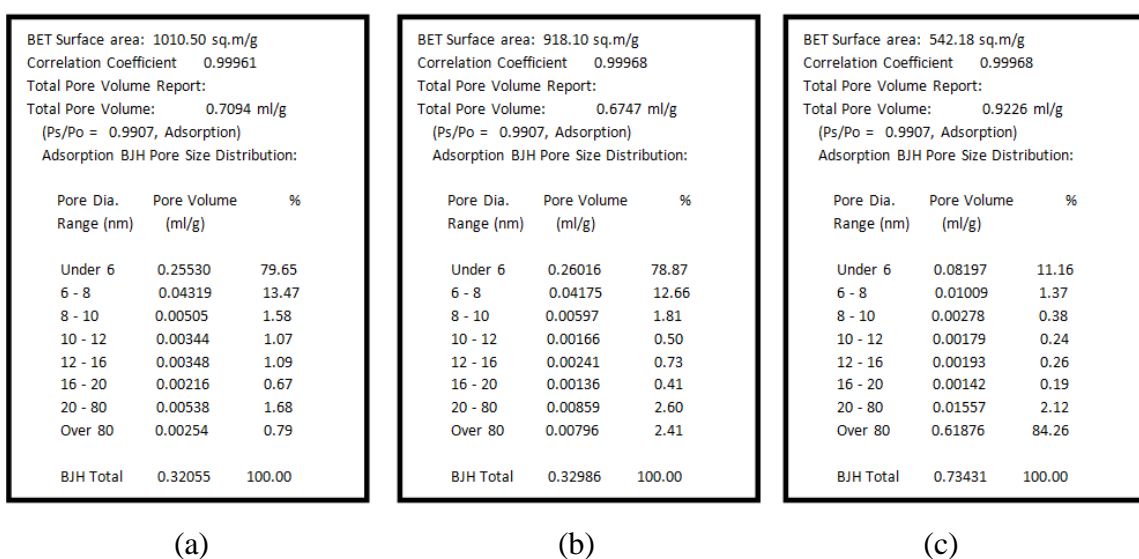 BET Surface area: 1010.50 sq.m/g
Correlation Coefficient 0.99961
Total Pore Volume Report:
Total Pore Volume: 0.7094 ml/g
(Ps/Po = 0.9907, Adsorption)
Adsorption BJH Pore Size Distribution:
Pore Dia. Pore Volume %
Range (nm) (ml/g)
Under 6 0.25530 79.65
6 - 8 0.04319 13.47
8 - 10 0.00505 1.58
10 - 12 0.00344 1.07
12 - 16 0.00348 1.09
16 - 20 0.00216 0.67
20 - 80 0.00538 1.68
Over 80 0.00254 0.79
BJH Total 0.32055 100.00
(a)
BET Surface area: 918.10 sq.m/g
Correlation Coefficient 0.99968
Total Pore Volume Report:
Total Pore Volume: 0.6747 ml/g
(Ps/Po = 0.9907, Adsorption)
Adsorption BJH Pore Size Distribution:
Pore Dia. Pore Volume %
Range (nm) (ml/g)
Under 6 0.26016 78.87
6 - 8 0.04175 12.66
8 - 10 0.00597 1.81
10 - 12 0.00166 0.50
12 - 16 0.00241 0.73
16 - 20 0.00136 0.41
20 - 80 0.00859 2.60
Over 80 0.00796 2.41
BJH Total 0.32986 100.00
(b)
BET Surface area: 542.18 sq.m/g
Correlation Coefficient 0.99968
Total Pore Volume Report:
Total Pore Volume: 0.9226 ml/g
(Ps/Po = 0.9907, Adsorption)
Adsorption BJH Pore Size Distribution:
Pore Dia. Pore Volume %
Range (nm) (ml/g)
Under 6 0.08197 11.16
6 - 8 0.01009 1.37
8 - 10 0.00278 0.38
10 - 12 0.00179 0.24
12 - 16 0.00193 0.26
16 - 20 0.00142 0.19
20 - 80 0.01557 2.12
Over 80 0.61876 84.26
BJH Total 0.73431 100.00
(c)